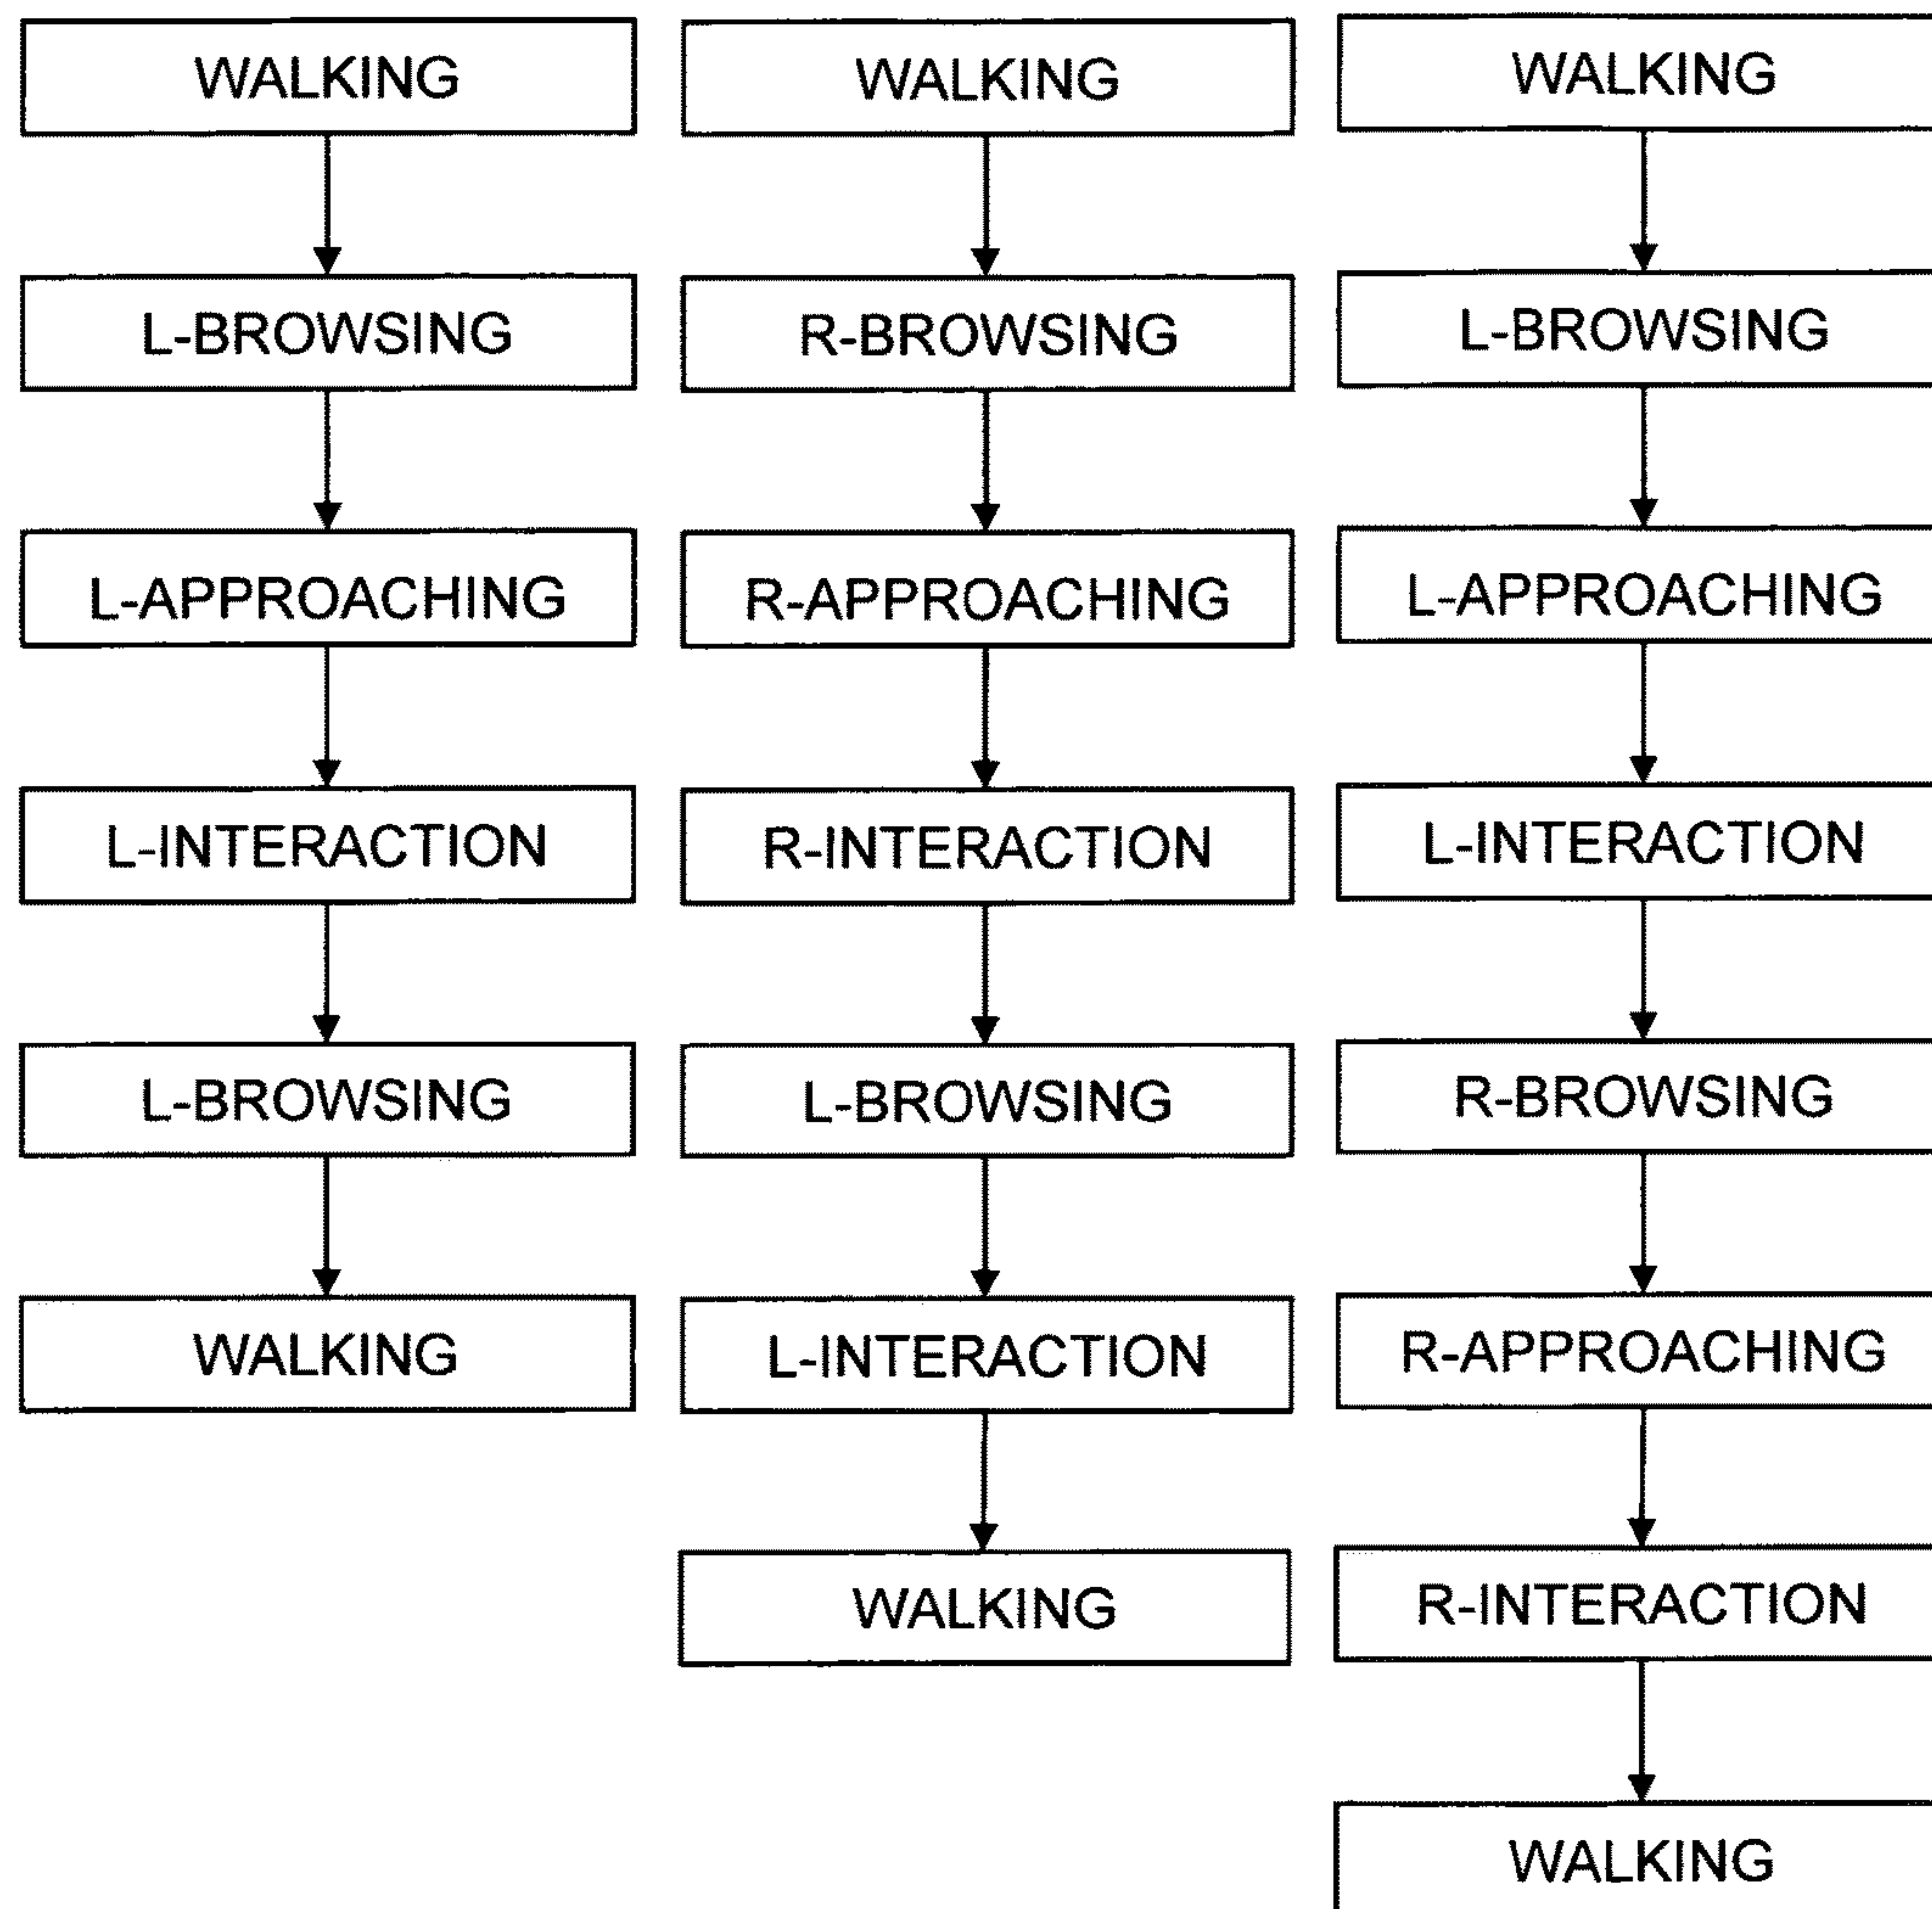 WALKING
L-BROWSING
L-APPROACHING
L-INTERACTION
L-BROWSING
WALKING
WALKING
R-BROWSING
R-APPROACHING
R-INTERACTION
L-BROWSING
L-INTERACTION
WALKING
WALKING
L-BROWSING
L-APPROACHING
L-INTERACTION
R-BROWSING
R-APPROACHING
R-INTERACTION
WALKING